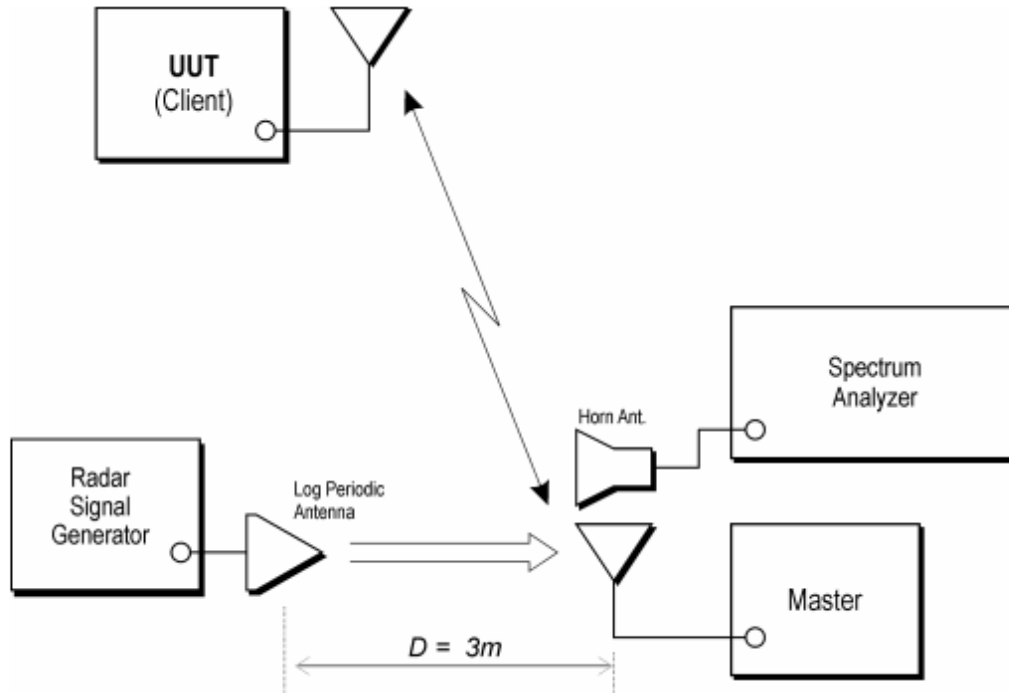 UUT
(Client)
Spectrum
Analyzer
Horn Ant.
Radar
Signal
Generator
Log Periodic
Antenna
Master
D = 3m